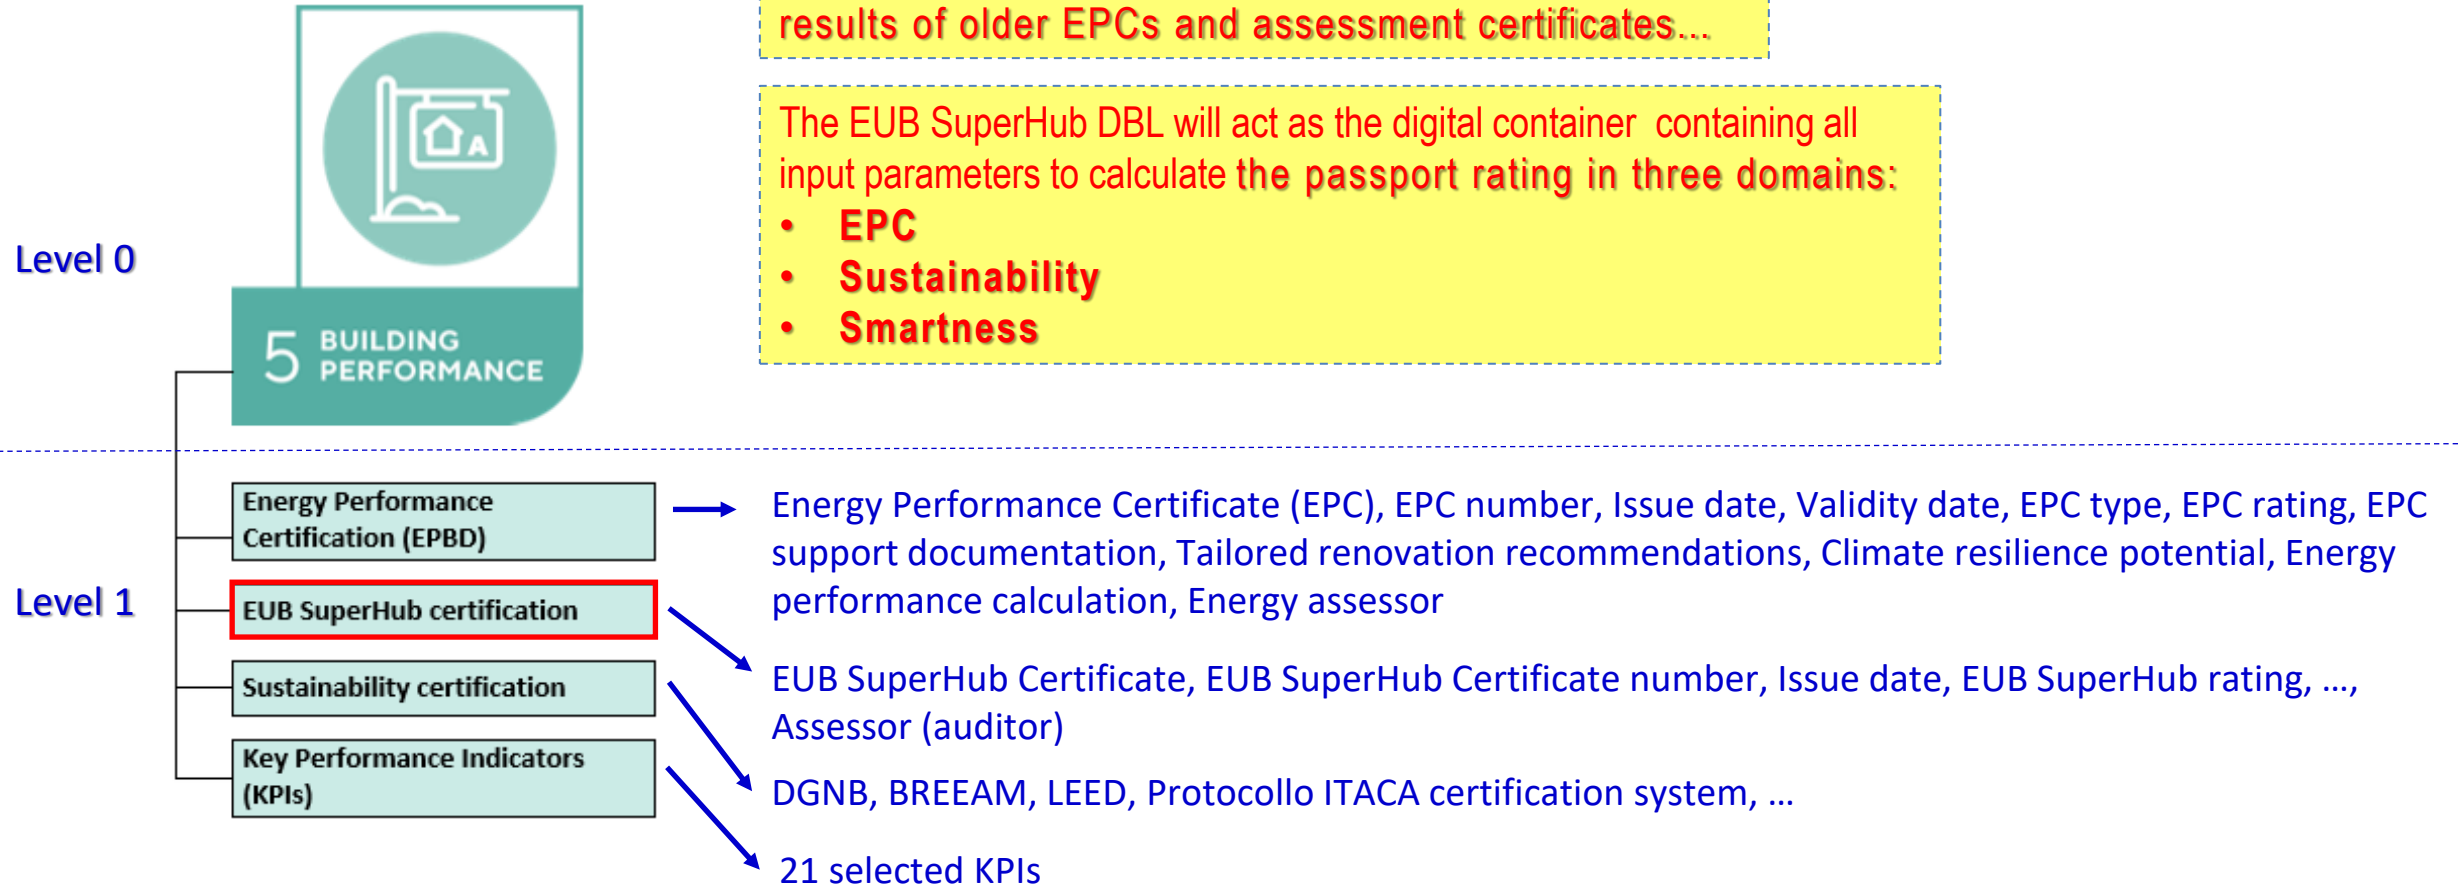 results of older EPCs and assessment certificates...
The EUB SuperHub DBL will act as the digital container containing all
input parameters to calculate the passport rating in three domains:
• EPC
• Sustainability
• Smartness
A
Level 0
5 BUILDING
PERFORMANCE
Level 1
Energy Performance
Certification (EPBD)
Energy Performance Certificate (EPC), EPC number, Issue date, Validity date, EPC type, EPC rating, EPC
support documentation, Tailored renovation recommendations, Climate resilience potential, Energy
performance calculation, Energy assessor
EUB SuperHub certification
EUB SuperHub Certificate, EUB SuperHub Certificate number, Issue date, EUB SuperHub rating, ...,
Assessor (auditor)
Sustainability certification
DGNB, BREEAM, LEED, Protocollo ITACA certification system, ...
Key Performance Indicators
(KPIs)
21 selected KPIs